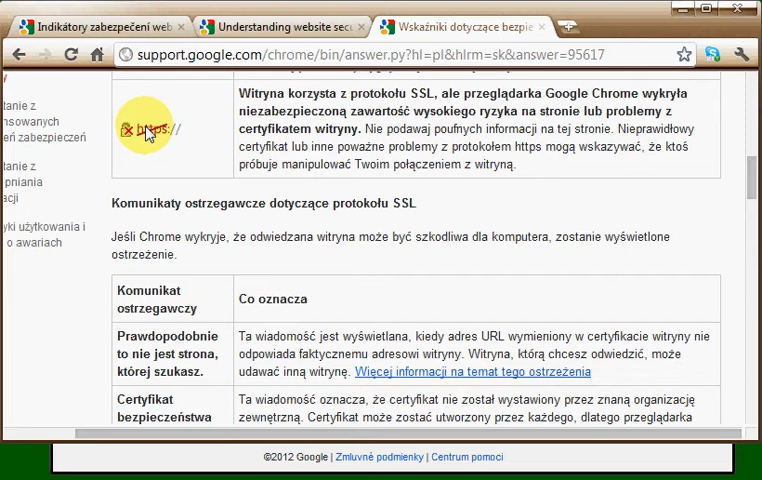 Indikátory zabezpečení web
Understanding website secu
Wskaźniki dotyczące bezpie
support.google.com/chrome/bin/answer.py?hl=pl&hlrm=sk&answer=95617
https://
Witryna korzysta z protokołu SSL, ale przeglądarka Google Chrome wykryła
niezabezpieczoną zawartość wysokiego ryzyka na stronie lub problemy z
certyfikatem witryny. Nie podawaj poufnych informacji na tej stronie. Nieprawidłowy
certyfikat lub inne poważne problemy z protokołem https mogą wskazywać, że ktoś
próbuje manipulować Twoim połączeniem z witryną.
tanie z
nsowanych
eń zabezpieczeń
tanie z
pniania
acji
yki użytkowania i
o awariach
Komunikaty ostrzegawcze dotyczące protokołu SSL
Jeśli Chrome wykryje, że odwiedzana witryna może być szkodliwa dla komputera, zostanie wyświetlone
ostrzeżenie.
Komunikat
ostrzegawczy
Co oznacza
Prawdopodobnie
to nie jest strona,
której szukasz.
Ta wiadomość jest wyświetlana, kiedy adres URL wymieniony w certyfikacie witryny nie
odpowiada faktycznemu adresowi witryny. Witryna, którą chcesz odwiedzić, może
udawać inną witrynę. Więcej informacji na temat tego ostrzeżenia
Certyfikat
bezpieczeństwa
Ta wiadomość oznacza, że certyfikat nie został wystawiony przez znaną organizację
zewnętrzną. Certyfikat może zostać utworzony przez każdego, dlatego przeglądarka
©2012 Google | Zmluvné podmienky | Centrum pomoci